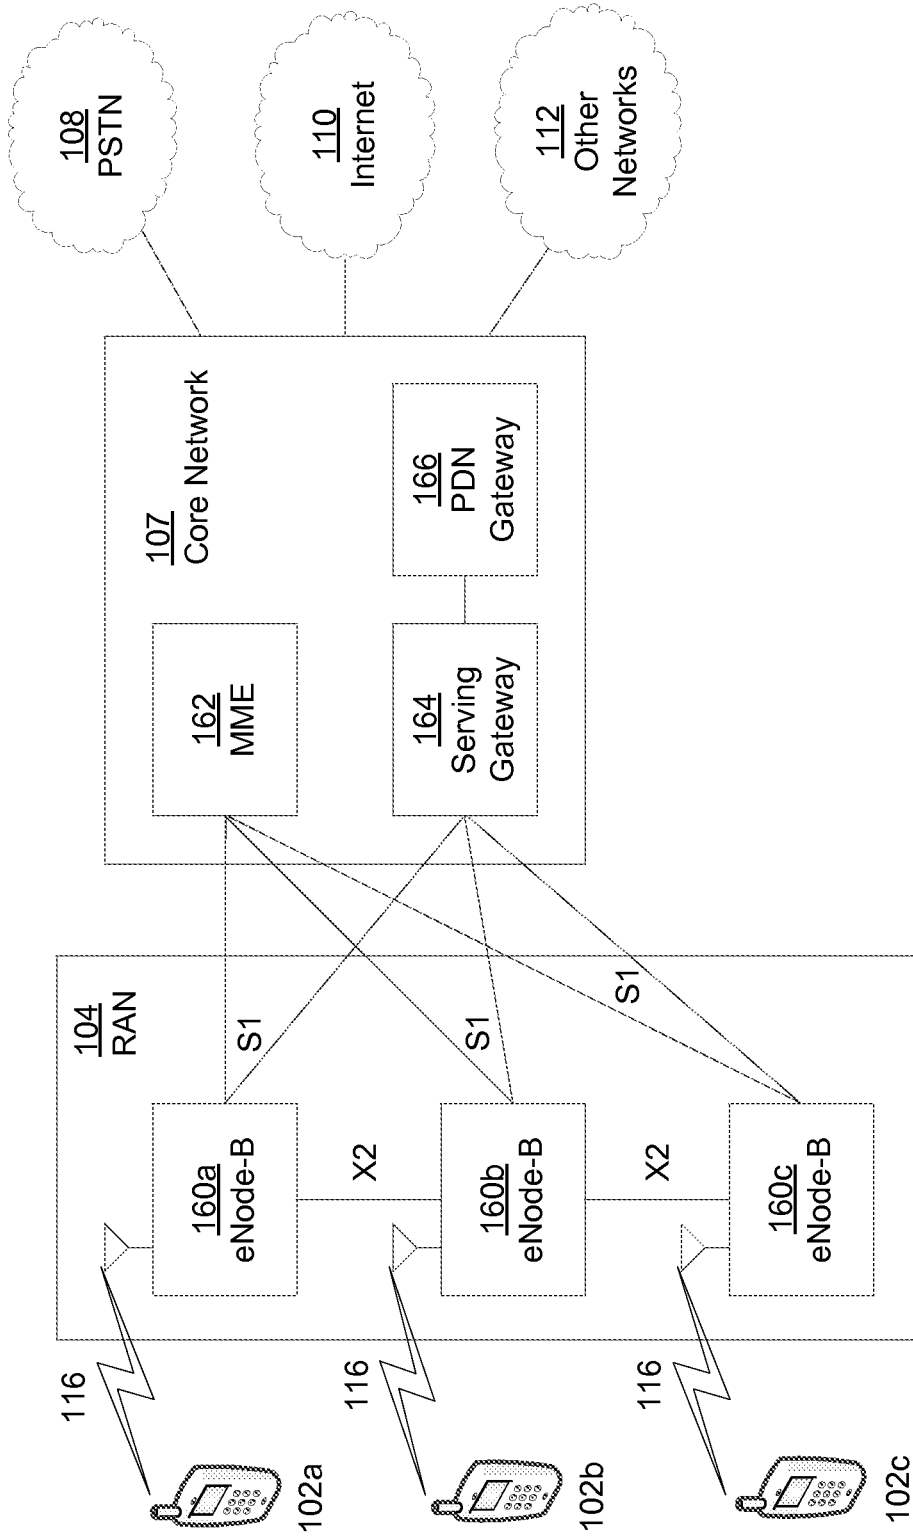 108
PSTN
110
Internet
112
Other
Networks
107
Core Network
162
MME
166
PDN
Gateway
164
Serving
Gateway
104
RAN
S1
S1
S1
160a
eNode-B
X2
160b
eNode-B
X2
160c
eNode-B
116
116
116
102a
102b
102c